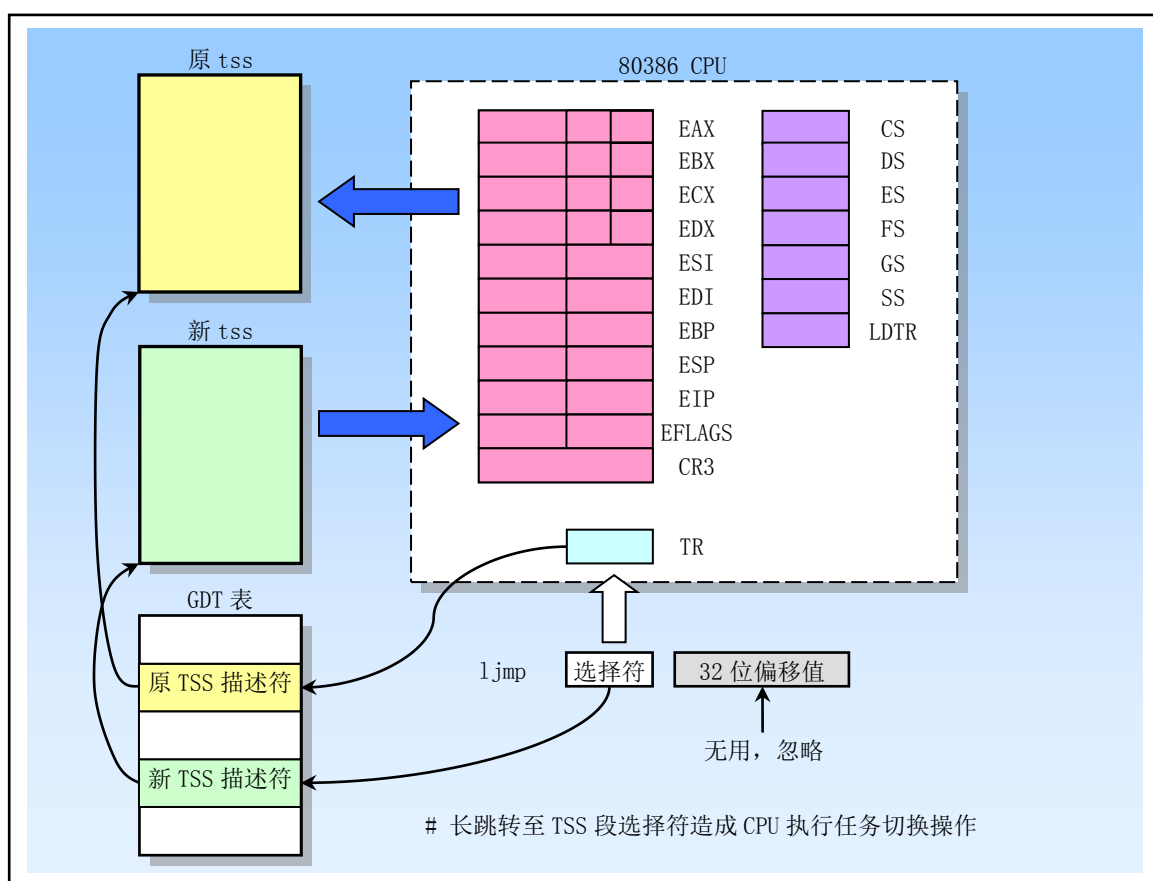 原 tss
80386 CPU
EAX
EBX
ECX
EDX
ESI
EDI
EBP
ESP
EIP
EFLAGS
CR3
CS
DS
ES
FS
GS
SS
LDTR
新 tss
TR
GDT 表
原 TSS 描述符
新 TSS 描述符
ljmp
选择符
32 位偏移值
无用，忽略
# 长跳转至 TSS 段选择符造成 CPU 执行任务切换操作